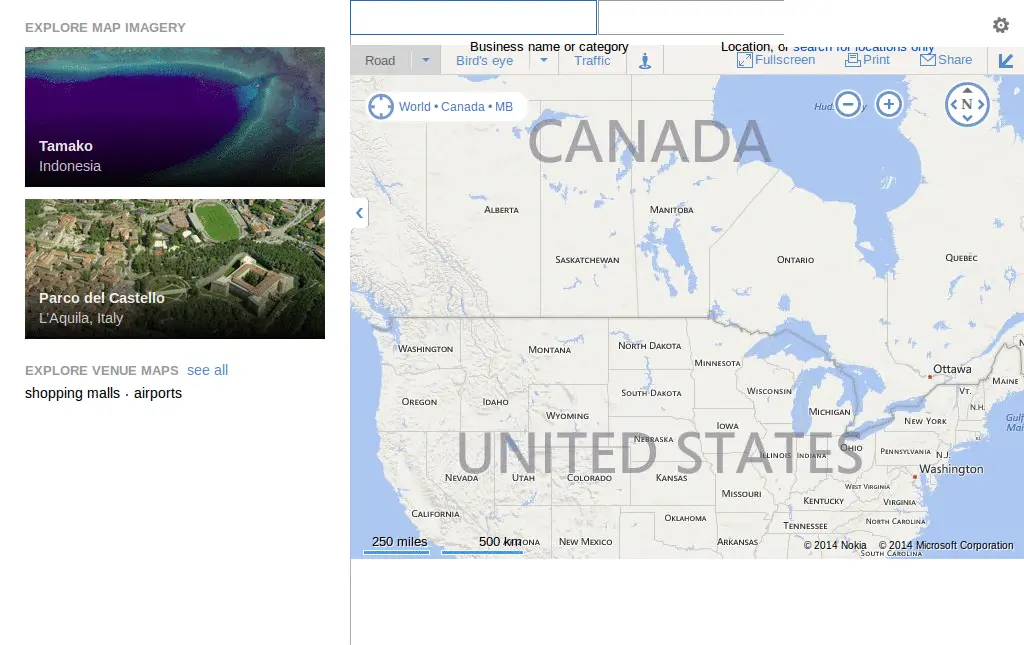 EXPLORE MAP IMAGERY
Tamako
Indonesia
Parco del Castello
L'Aquila, Italy
EXPLORE VENUE MAPS see all
shopping malls · airports
Business name or category
Location, or search for locations only
Road
Bird's eye
Traffic
Fullscreen
Print
Share
World • Canada • MB
N
CANADA
ALBERTA
MANITOBA
SASKATCHEWAN
ONTARIO
QUEBEC
WASHINGTON
MONTANA
NORTH DAKOTA
MINNESOTA
Ottawa
MAINE
OREGON
IDAHO
SOUTH DAKOTA
WISCONSIN
VT.
WYOMING
MICHIGAN
N.H.
NEW YORK
IOWA
UNITED STATES
NEBRASKA
ILLINOIS
INDIANA
OHIO
PENNSYLVANIA
N.J.
Washington
NEVADA
UTAH
COLORADO
KANSAS
MISSOURI
WEST VIRGINIA
KENTUCKY
VIRGINIA
CALIFORNIA
OKLAHOMA
TENNESSEE
NORTH CAROLINA
250 miles
500 km
NEW MEXICO
ARKANSAS
SOUTH CAROLINA
© 2014 Nokia
© 2014 Microsoft Corporation